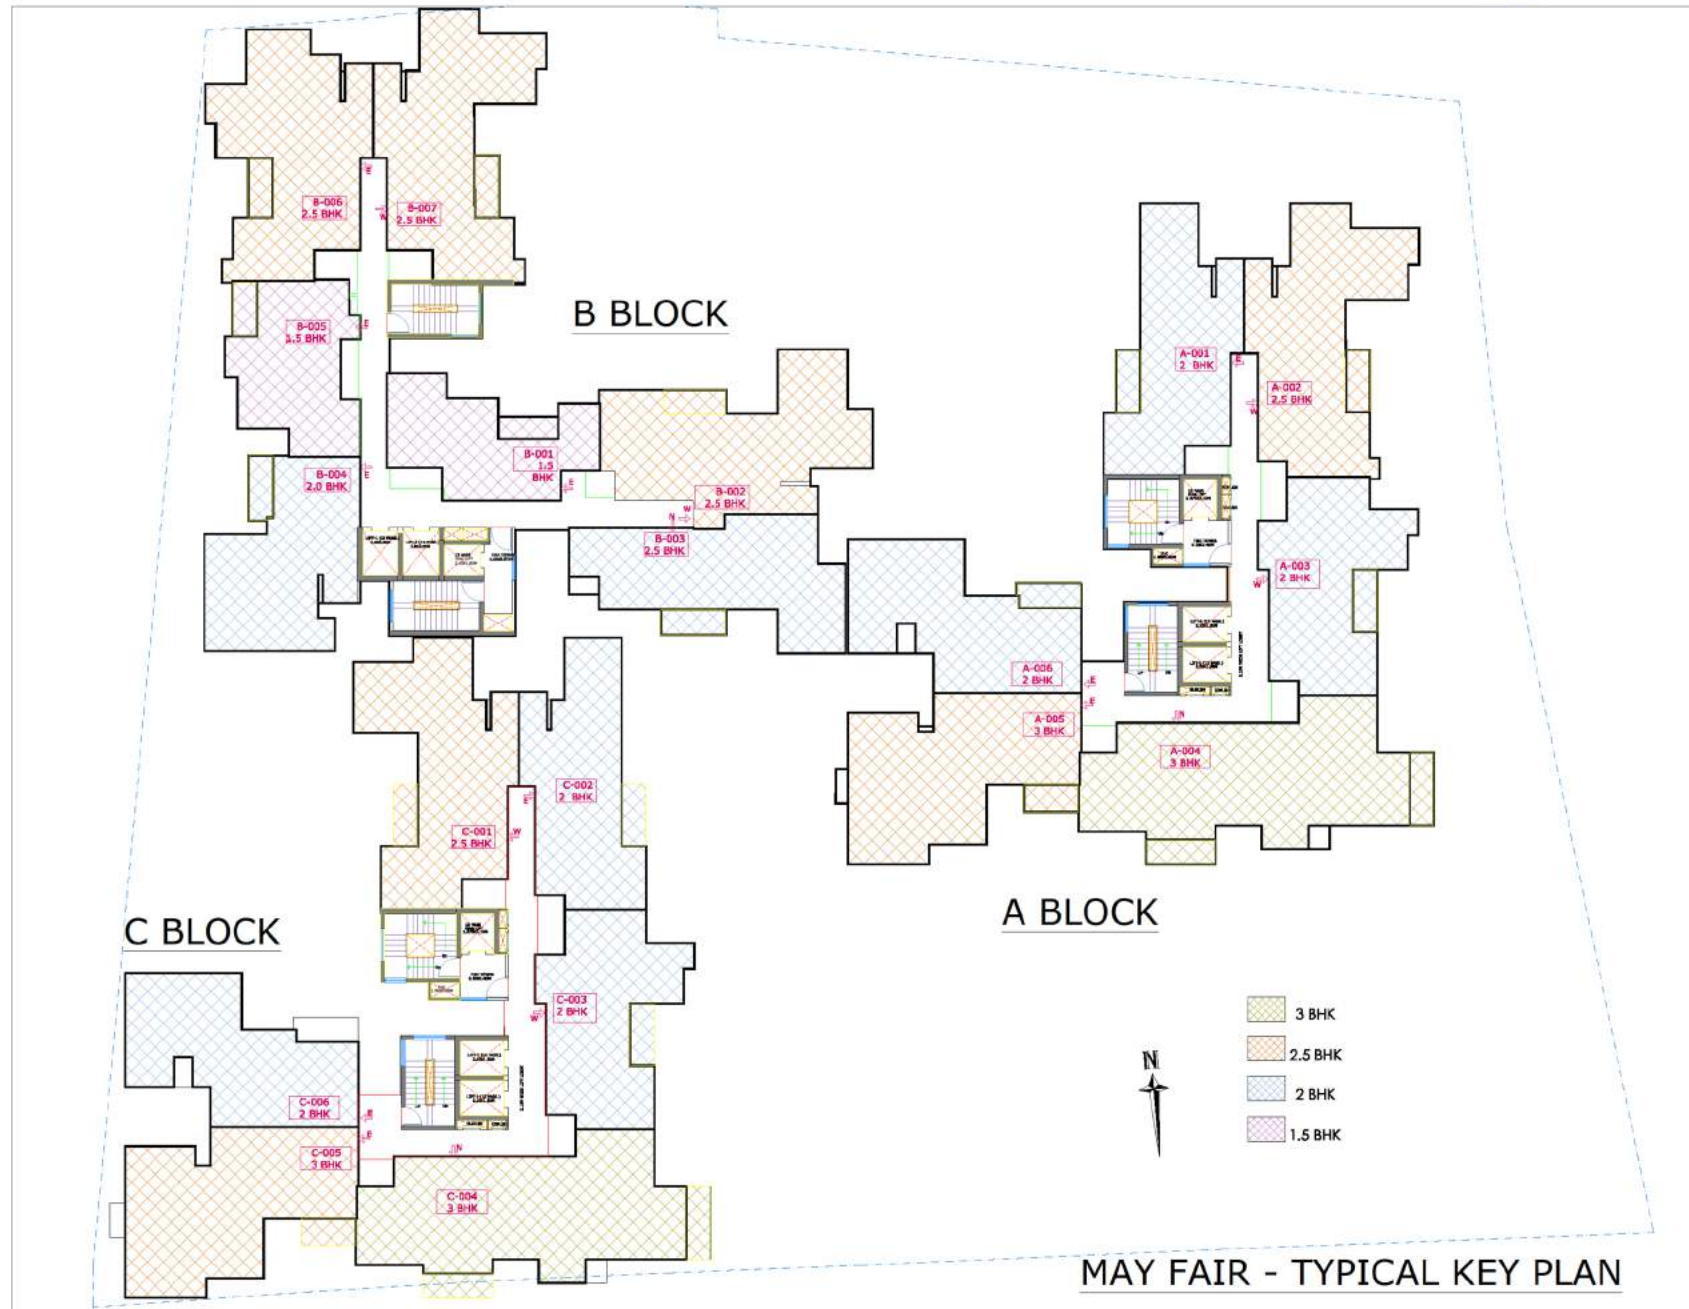 B-006
2.5 BHK
B-007
2.5 BHK
E
W
B-005
1.5 BHK
E
B BLOCK
A-001
2 BHK
E
A-002
2.5 BHK
W
B-004
2.0 BHK
E
B-001
1.5
BHK
E
B-002
2.5 BHK
W
N
B-003
2.5 BHK
A-003
2 BHK
W
A-006
2 BHK
E
A-005
3 BHK
E
N
A-004
3 BHK
C-002
2 BHK
E
C-001
2.5 BHK
W
A BLOCK
C BLOCK
C-003
2 BHK
W
3 BHK
2.5 BHK
2 BHK
1.5 BHK
N
C-006
2 BHK
E
C-005
3 BHK
E
N
C-004
3 BHK
MAY FAIR - TYPICAL KEY PLAN